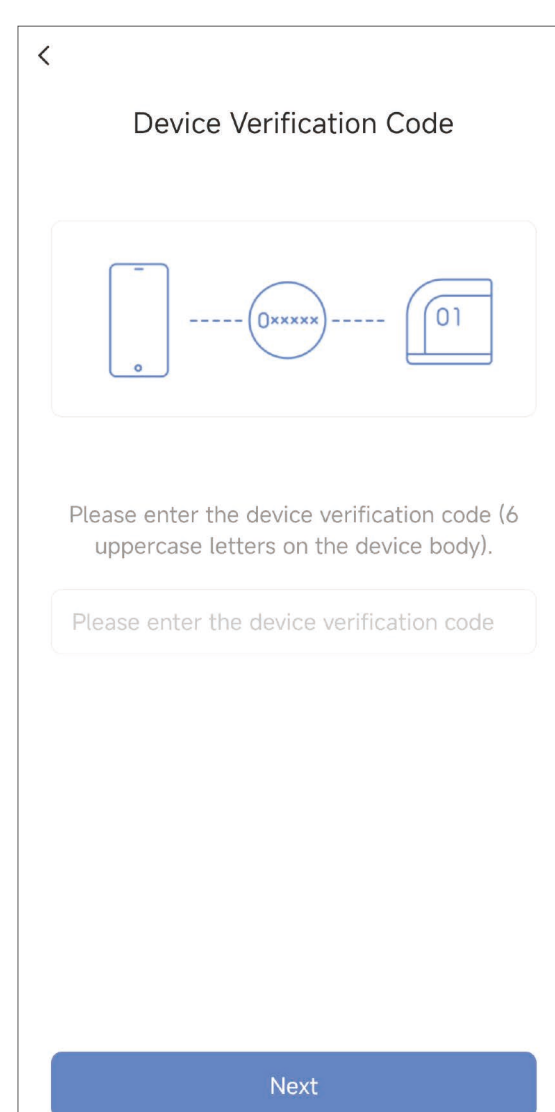 Device Verification Code
0xxxxx
01
Please enter the device verification code (6
uppercase letters on the device body).
Please enter the device verification code
Next